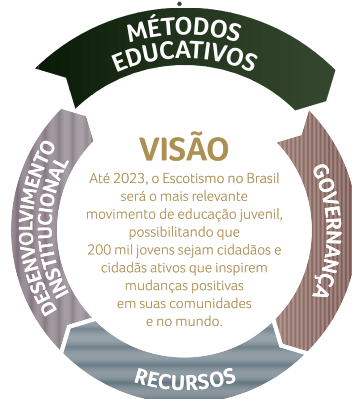 MÉTODOS
EDUCATIVOS
DESENVOLVIMENTO
INSTITUCIONAL
GOVERNANÇA
VISÃO
Até 2023, o Escotismo no Brasil
será o mais relevante
movimento de educação juvenil,
possibilitando que
200 mil jovens sejam cidadãos e
cidadãs ativos que inspirem
mudanças positivas
em suas comunidades
e no mundo.
RECURSOS